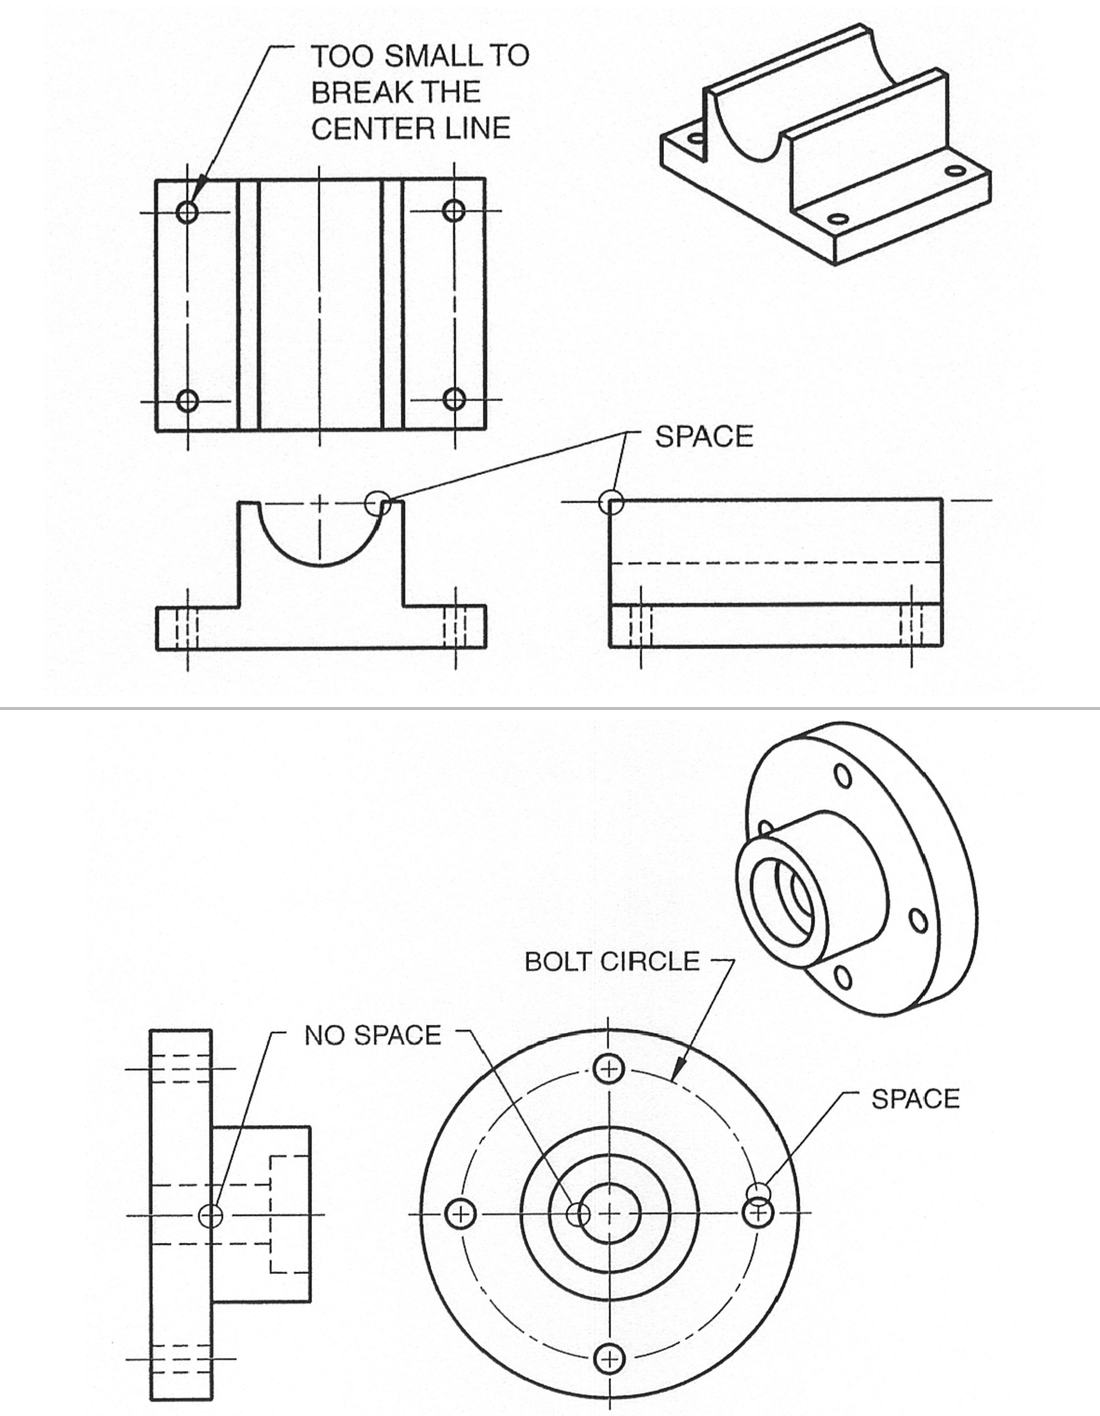 TOO SMALL TO
BREAK THE
CENTER LINE
SPACE
BOLT CIRCLE
NO SPACE
SPACE